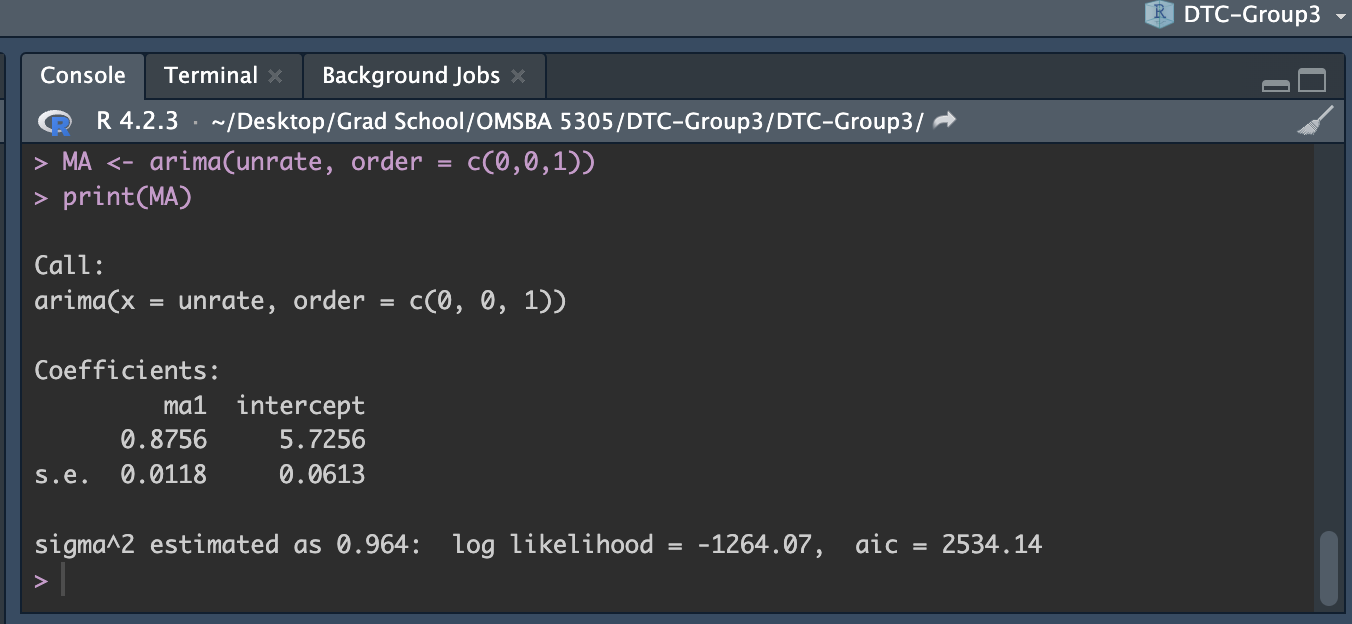 DTC-Group3
Console Terminal Background Jobs
R 4.2.3 · ~/Desktop/Grad School/OMSBA 5305/DTC-Group3/DTC-Group3/
> MA <- arima(unrate, order = c(0,0,1))
> print(MA)
Call:
arima(x = unrate, order = c(0, 0, 1))
Coefficients:
         ma1  intercept
      0.8756     5.7256
s.e.  0.0118     0.0613
sigma^2 estimated as 0.964:  log likelihood = -1264.07,  aic = 2534.14
>